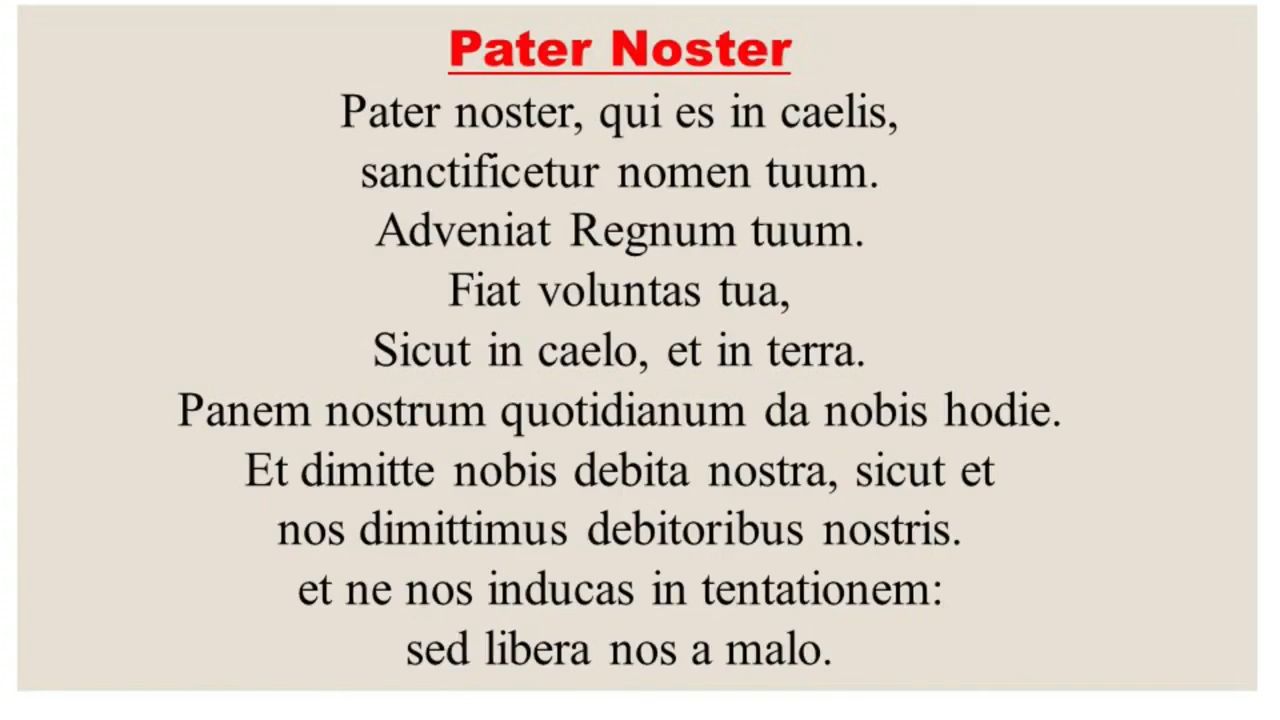 Pater Noster
Pater noster, qui es in caelis,
sanctificetur nomen tuum.
Adveniat Regnum tuum.
Fiat voluntas tua,
Sicut in caelo, et in terra.
Panem nostrum quotidianum da nobis hodie.
Et dimitte nobis debita nostra, sicut et
nos dimittimus debitoribus nostris.
et ne nos inducas in tentationem:
sed libera nos a malo.